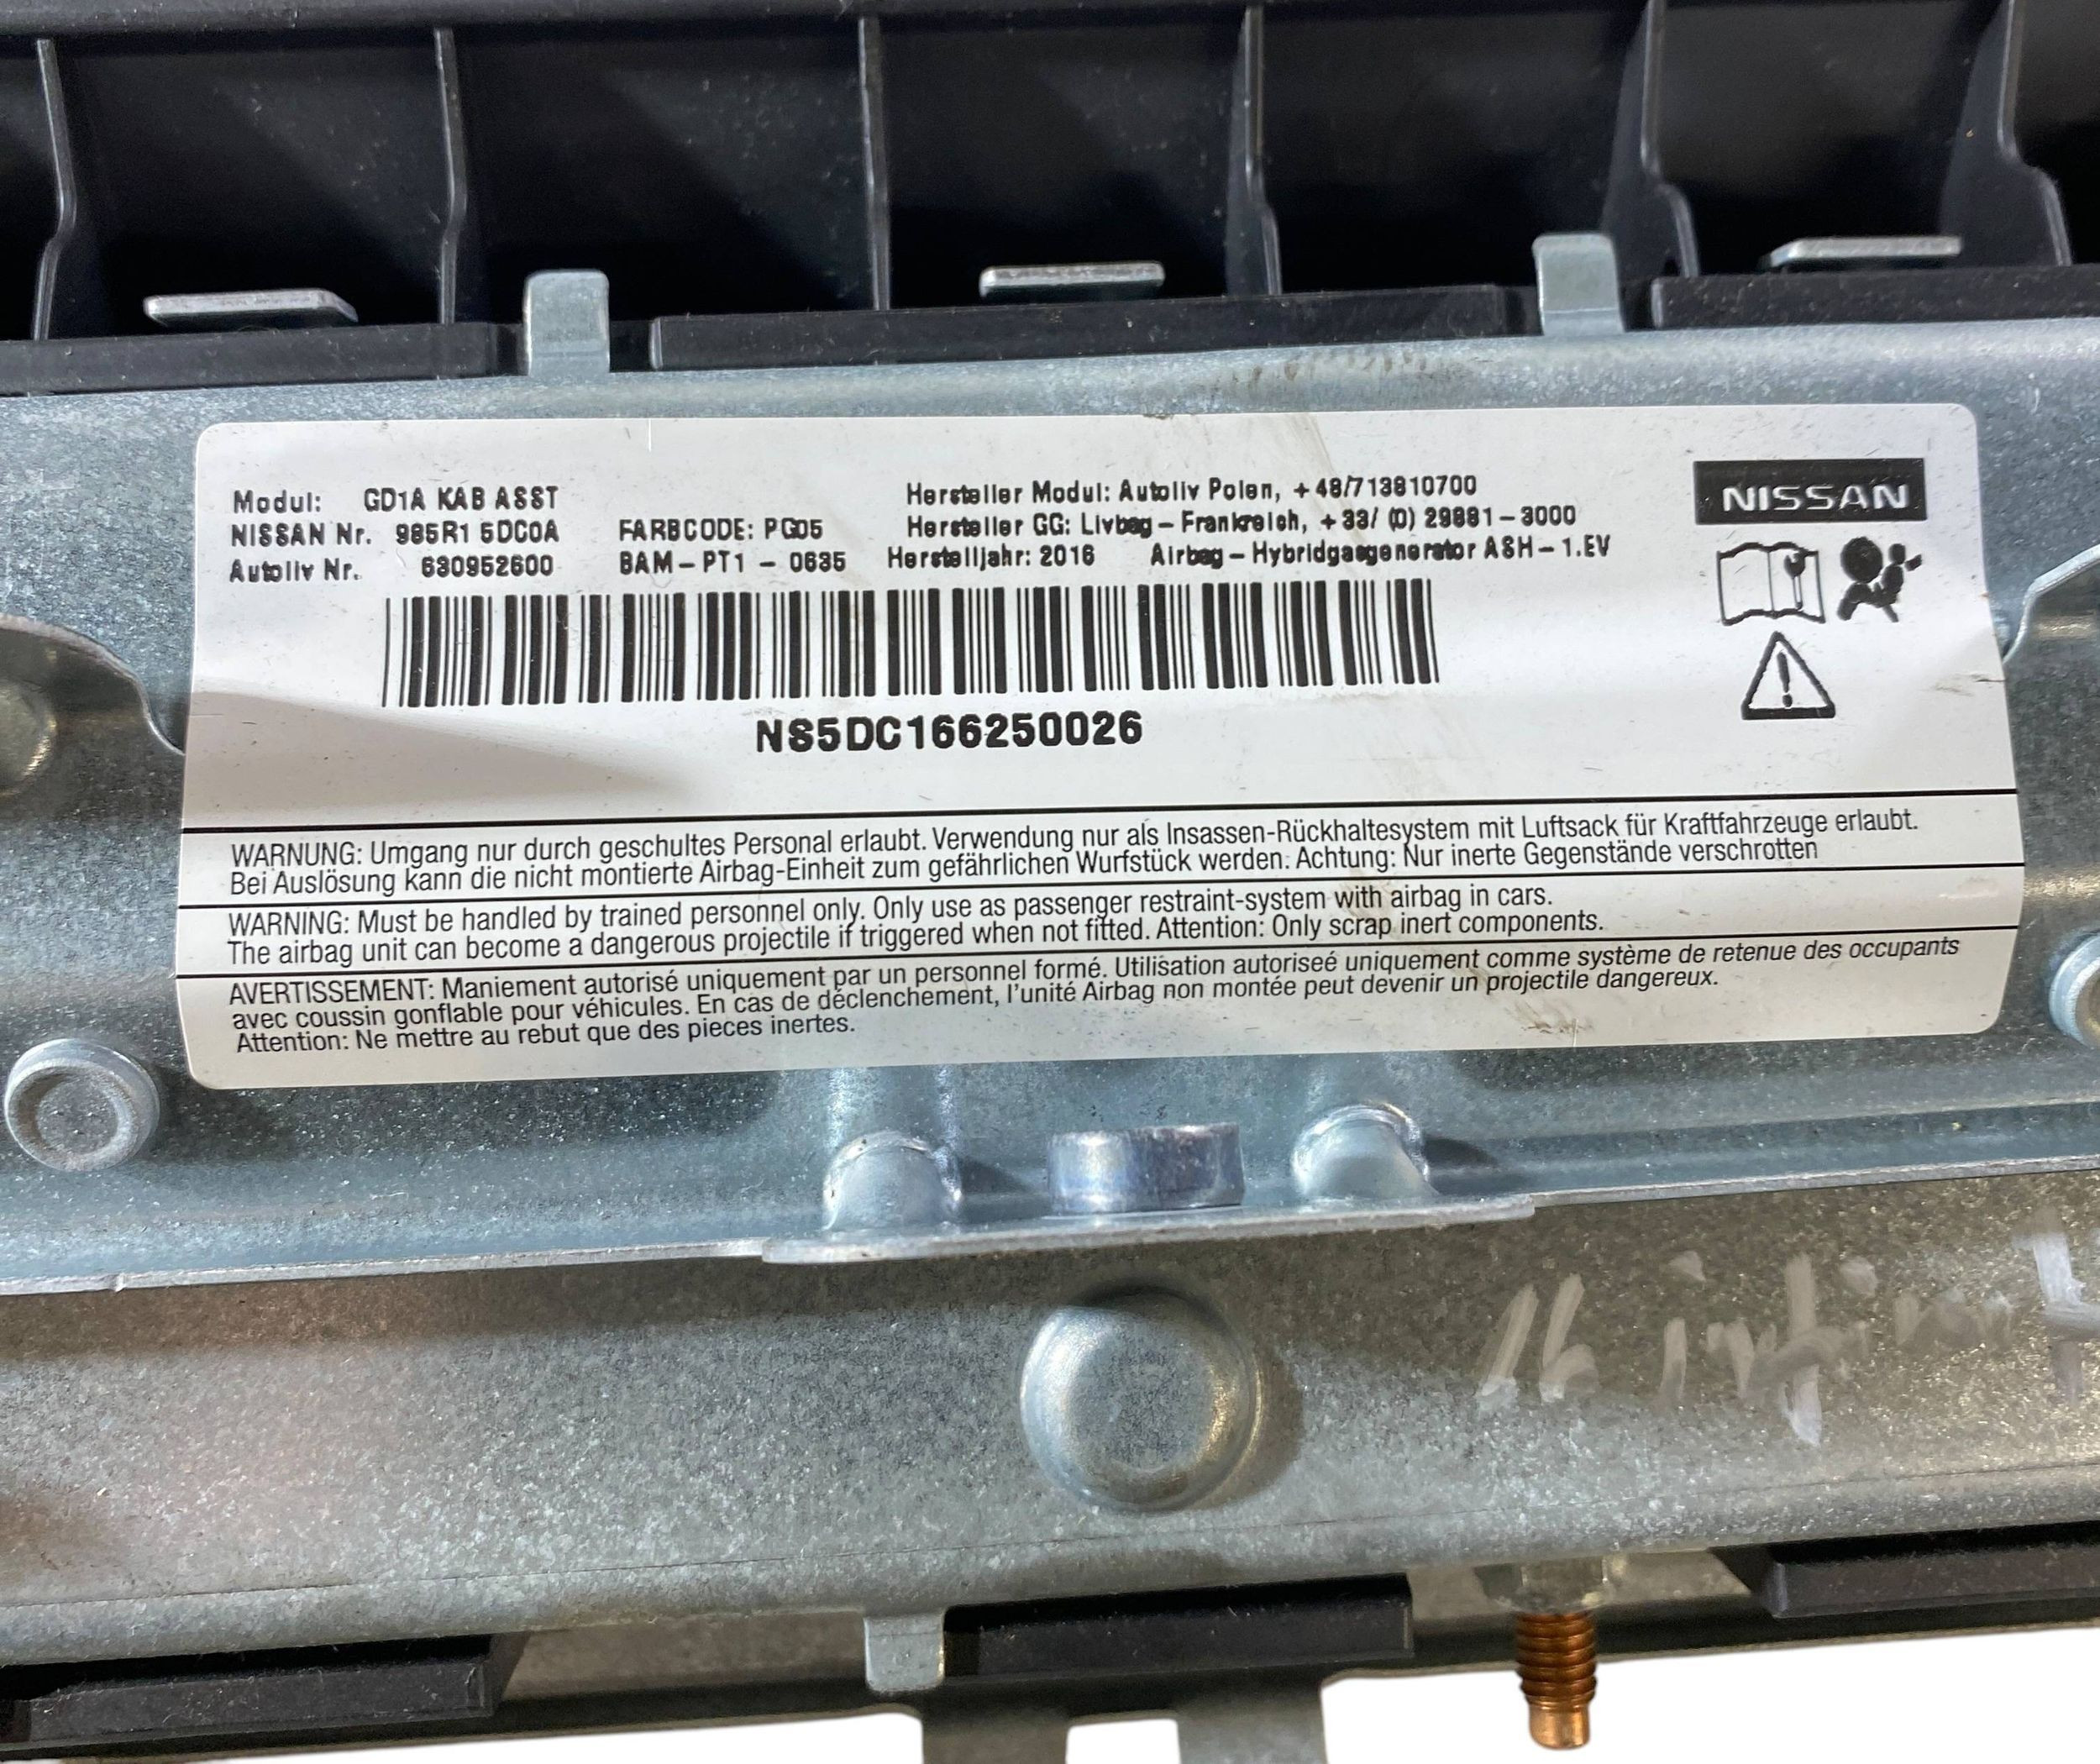 Modul: GD1A KAB ASST
NISSAN Nr. 985R1 5DC0A FARBCODE: PG05
Autoliv Nr. 630952600 BAM-PT1 - 0635
Hersteller Modul: Autoliv Polen, +48/713810700
Hersteller GG: Livbag-Frankreich, +33/ (0) 29881-3000
Herstelljahr: 2016 Airbag-Hybridgasgenerator ASH-1.EV
NISSAN
NS5DC166250026
WARNUNG: Umgang nur durch geschultes Personal erlaubt. Verwendung nur als Insassen-Rückhaltesystem mit Luftsack für Kraftfahrzeuge erlaubt.
Bei Auslösung kann die nicht montierte Airbag-Einheit zum gefährlichen Wurfstück werden. Achtung: Nur inerte Gegenstände verschrotten
WARNING: Must be handled by trained personnel only. Only use as passenger restraint-system with airbag in cars.
The airbag unit can become a dangerous projectile if triggered when not fitted. Attention: Only scrap inert components.
AVERTISSEMENT: Maniement autorisé uniquement par un personnel formé. Utilisation autoriseé uniquement comme système de retenue des occupants
avec coussin gonflable pour véhicules. En cas de déclenchement, l'unité Airbag non montée peut devenir un projectile dangereux.
Attention: Ne mettre au rebut que des pieces inertes.
16